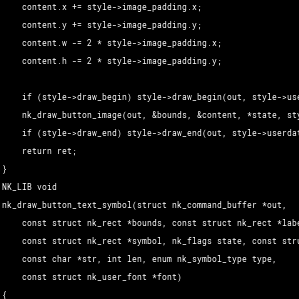 content.x += style->image_padding.x;
content.y += style->image_padding.y;
content.w -= 2 * style->image_padding.x;
content.h -= 2 * style->image_padding.y;
if (style->draw_begin) style->draw_begin(out, style->use
nk_draw_button_image(out, &bounds, &content, *state, sty
if (style->draw_end) style->draw_end(out, style->userdat
return ret;
}
NK_LIB void
nk_draw_button_text_symbol(struct nk_command_buffer *out,
const struct nk_rect *bounds, const struct nk_rect *labe
const struct nk_rect *symbol, nk_flags state, const stru
const char *str, int len, enum nk_symbol_type type,
const struct nk_user_font *font)
{